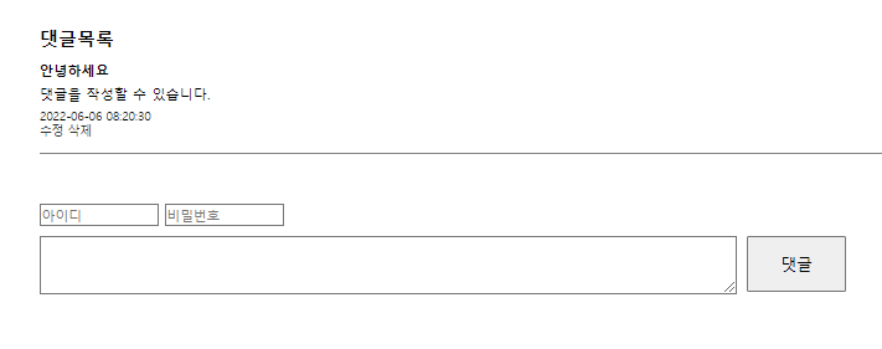 댓글목록
안녕하세요
댓글을 작성할 수 있습니다.
2022-06-06 08:20:30
수정 삭제
아이디 비밀번호
댓글